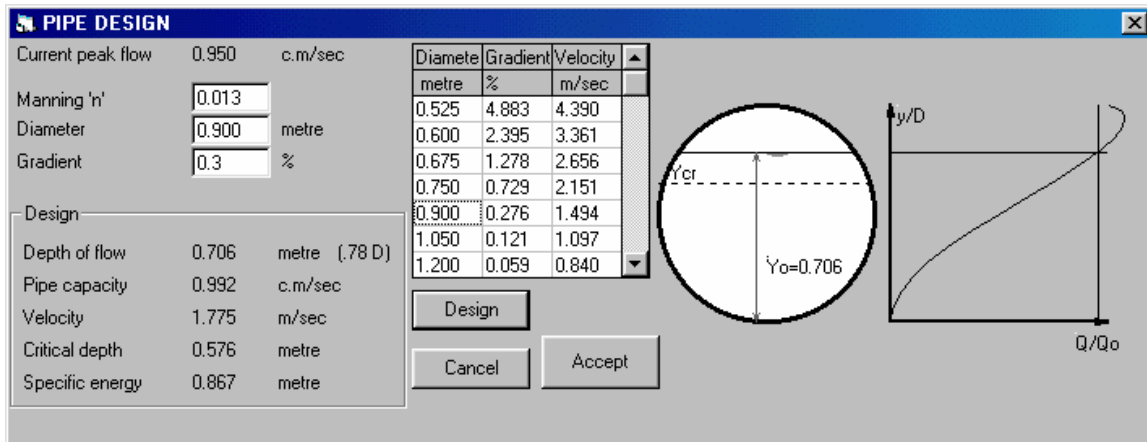 PIPE DESIGN
Current peak flow 0.950 c.m/sec
Manning 'n' 0.013
Diameter 0.900 metre
Gradient 0.3 %
Design
Depth of flow 0.706 metre (.78 D)
Pipe capacity 0.992 c.m/sec
Velocity 1.775 m/sec
Critical depth 0.576 metre
Specific energy 0.867 metre
Diamete Gradient Velocity
metre % m/sec
0.525 4.883 4.390
0.600 2.395 3.361
0.675 1.278 2.656
0.750 0.729 2.151
0.900 0.276 1.494
1.050 0.121 1.097
1.200 0.059 0.840
Design
Cancel
Accept
Ycr
Yo=0.706
y/D
Q/Qo